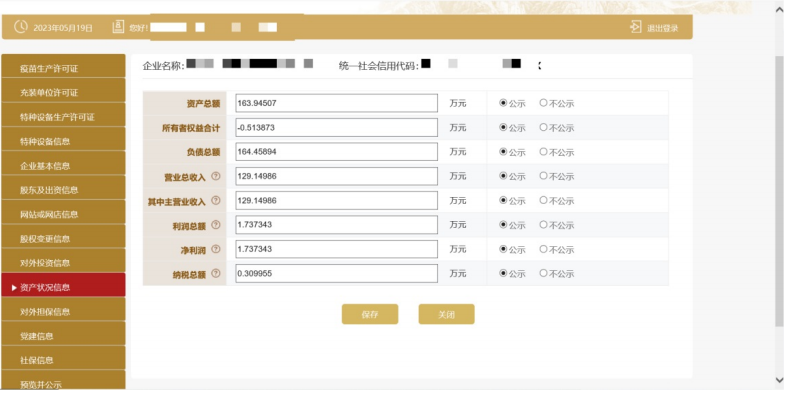 2023年05月19日 您好! 退出登录
疫苗生产许可证
充装单位许可证
特种设备生产许可证
特种设备信息
企业基本信息
股东及出资信息
网站或网店信息
股权变更信息
对外投资信息
资产状况信息
对外担保信息
党建信息
社保信息
预览并公示
企业名称: 统一社会信用代码:
资产总额 163.94507 万元 公示 不公示
所有者权益合计 -0.513873 万元 公示 不公示
负债总额 164.45894 万元 公示 不公示
营业总收入 129.14986 万元 公示 不公示
其中主营业收入 129.14986 万元 公示 不公示
利润总额 1.737343 万元 公示 不公示
净利润 1.737343 万元 公示 不公示
纳税总额 0.309955 万元 公示 不公示
保存 关闭